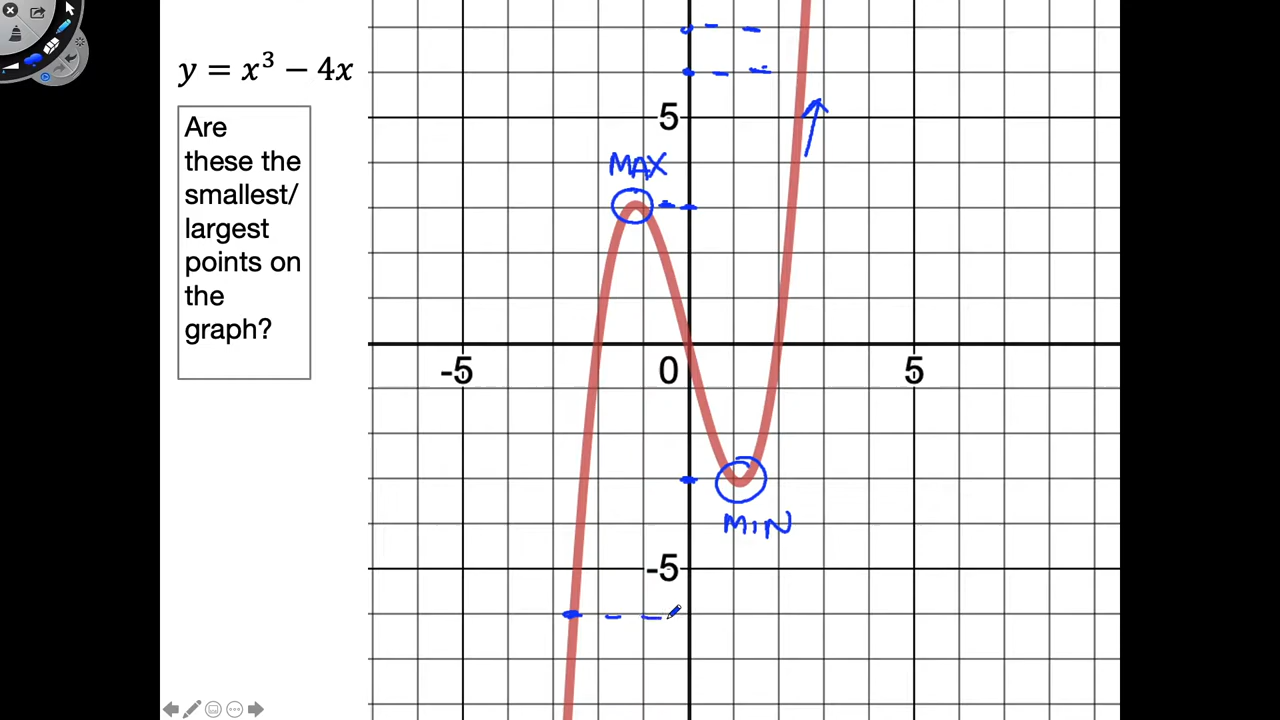 y = x³ − 4x
Are
these the
smallest/
largest
points on
the
graph?
5
MAX
-5
0
5
MIN
-5